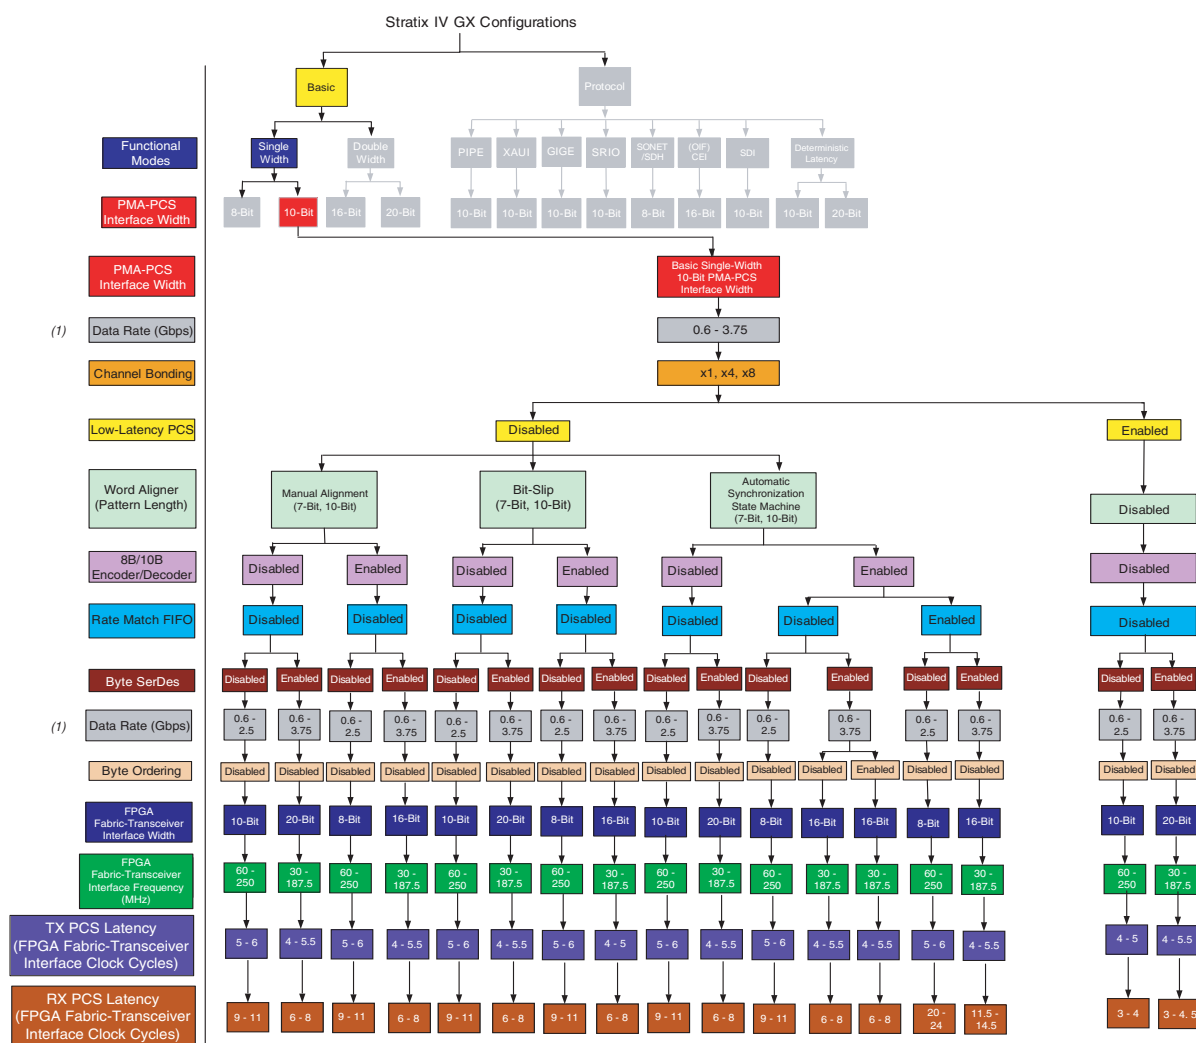 Stratix IV GX Configurations
Basic
Protocol
Functional
Modes
Single
Width
Double
Width
PIPE
XAUI
GIGE
SRIO
SONET
/SDH
(OIF)
CEI
SDI
Deterministic
Latency
PMA-PCS
Interface Width
8-Bit
10-Bit
16-Bit
20-Bit
10-Bit
10-Bit
10-Bit
10-Bit
8-Bit
16-Bit
10-Bit
10-Bit
20-Bit
PMA-PCS
Interface Width
Basic Single-Width
10-Bit PMA-PCS
Interface Width
(1)
Data Rate (Gbps)
0.6 - 3.75
Channel Bonding
x1, x4, x8
Low-Latency PCS
Disabled
Enabled
Word Aligner
(Pattern Length)
Manual Alignment
(7-Bit, 10-Bit)
Bit-Slip
(7-Bit, 10-Bit)
Automatic
Synchronization
State Machine
(7-Bit, 10-Bit)
Disabled
8B/10B
Encoder/Decoder
Disabled
Enabled
Disabled
Enabled
Disabled
Enabled
Disabled
Rate Match FIFO
Disabled
Disabled
Disabled
Disabled
Disabled
Disabled
Enabled
Disabled
Byte SerDes
Disabled
Enabled
Disabled
Enabled
Disabled
Enabled
Disabled
Enabled
Disabled
Enabled
Disabled
Enabled
Disabled
Enabled
Disabled
Enabled
(1)
Data Rate (Gbps)
0.6 -
2.5
0.6 -
3.75
0.6 -
2.5
0.6 -
3.75
0.6 -
2.5
0.6 -
3.75
0.6 -
2.5
0.6 -
3.75
0.6 -
2.5
0.6 -
3.75
0.6 -
2.5
0.6 -
3.75
0.6 -
2.5
0.6 -
3.75
0.6 -
2.5
0.6 -
3.75
Byte Ordering
Disabled
Disabled
Disabled
Disabled
Disabled
Disabled
Disabled
Disabled
Disabled
Disabled
Disabled
Disabled
Enabled
Disabled
Disabled
Disabled
Disabled
FPGA
Fabric-Transceiver
Interface Width
10-Bit
20-Bit
8-Bit
16-Bit
10-Bit
20-Bit
8-Bit
16-Bit
10-Bit
20-Bit
8-Bit
16-Bit
16-Bit
8-Bit
16-Bit
10-Bit
20-Bit
FPGA
Fabric-Transceiver
Interface Frequency
(MHz)
60 -
250
30 -
187.5
60 -
250
30 -
187.5
60 -
250
30 -
187.5
60 -
250
30 -
187.5
60 -
250
30 -
187.5
60 -
250
30 -
187.5
30 -
187.5
60 -
250
30 -
187.5
60 -
250
30 -
187.5
TX PCS Latency
(FPGA Fabric-Transceiver
Interface Clock Cycles)
5 - 6
4 - 5.5
5 - 6
4 - 5.5
5 - 6
4 - 5.5
5 - 6
4 - 5
5 - 6
4 - 5.5
5 - 6
4 - 5.5
4 - 5.5
5 - 6
4 - 5.5
4 - 5
4 - 5.5
RX PCS Latency
(FPGA Fabric-Transceiver
Interface Clock Cycles)
9 - 11
6 - 8
9 - 11
6 - 8
9 - 11
6 - 8
9 - 11
6 - 8
9 - 11
6 - 8
9 - 11
6 - 8
6 - 8
20 -
24
11.5 -
14.5
3 - 4
3 - 4. 5